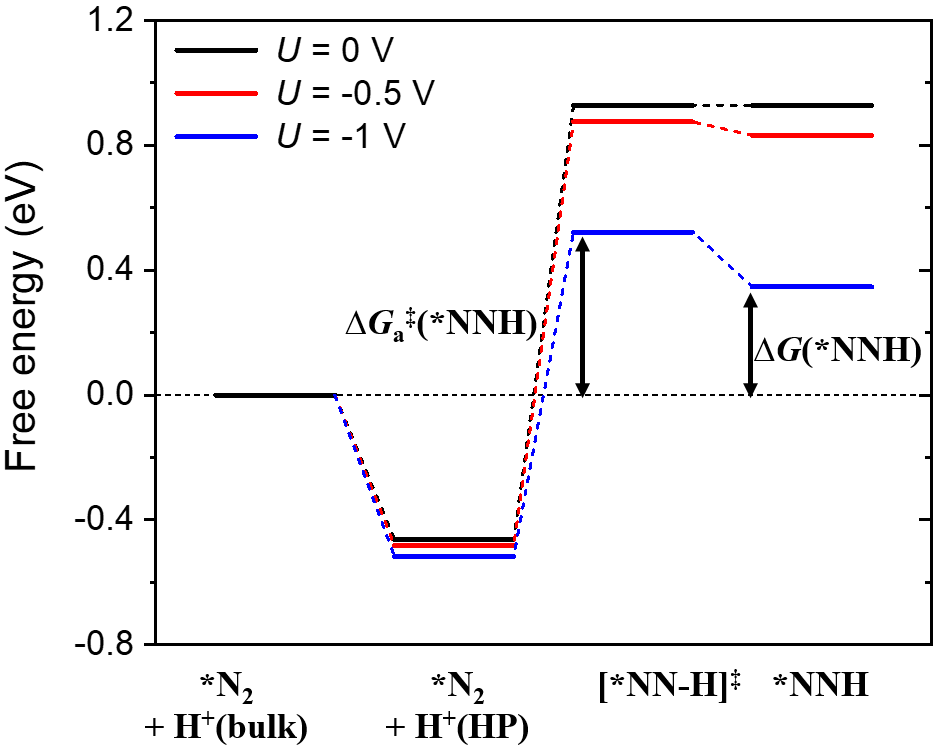 1.2
0.8
0.4
0.0
-0.4
-0.8
Free energy (eV)
U = 0 V
U = -0.5 V
U = -1 V
ΔGa‡(*NNH)
ΔG(*NNH)
*N2
+ H+(bulk)
*N2
+ H+(HP)
[*NN-H]‡
*NNH